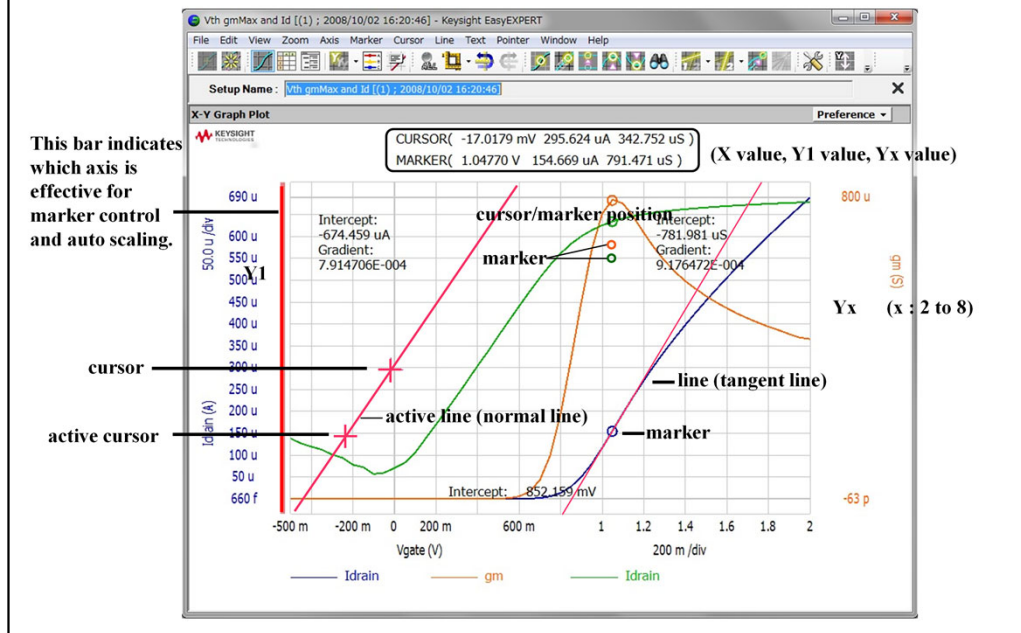 Vth gmMax and Id [(1) ; 2008/10/02 16:20:46] - Keysight EasyEXPERT
File Edit View Zoom Axis Marker Cursor Line Text Pointer Window Help
Setup Name : Vth gmMax and Id [(1) ; 2008/10/02 16:20:46]
X-Y Graph Plot
Preference
KEYSIGHT
TECHNOLOGIES
CURSOR( -17.0179 mV 295.624 uA 342.752 uS )
MARKER( 1.04770 V 154.669 uA 791.471 uS )
(X value, Y1 value, Yx value)
This bar indicates
which axis is
effective for
marker control
and auto scaling.
690 u
600 u
550 u
500 u
450 u
400 u
350 u
300 u
250 u
200 u
150 u
100 u
50 u
660 f
50.0 u /div
Y1
Idrain (A)
Intercept:
-674.459 uA
Gradient:
7.914706E-004
cursor/marker position
marker
Intercept:
-781.981 uS
Gradient:
9.176472E-004
800 u
gm (S)
Yx (x : 2 to 8)
-63 p
cursor
active cursor
active line (normal line)
line (tangent line)
marker
Intercept: 852.159 mV
-500 m -200 m 0 200 m 600 m 1 1.2 1.4 1.6 1.8 2
Vgate (V) 200 m /div
Idrain gm Idrain